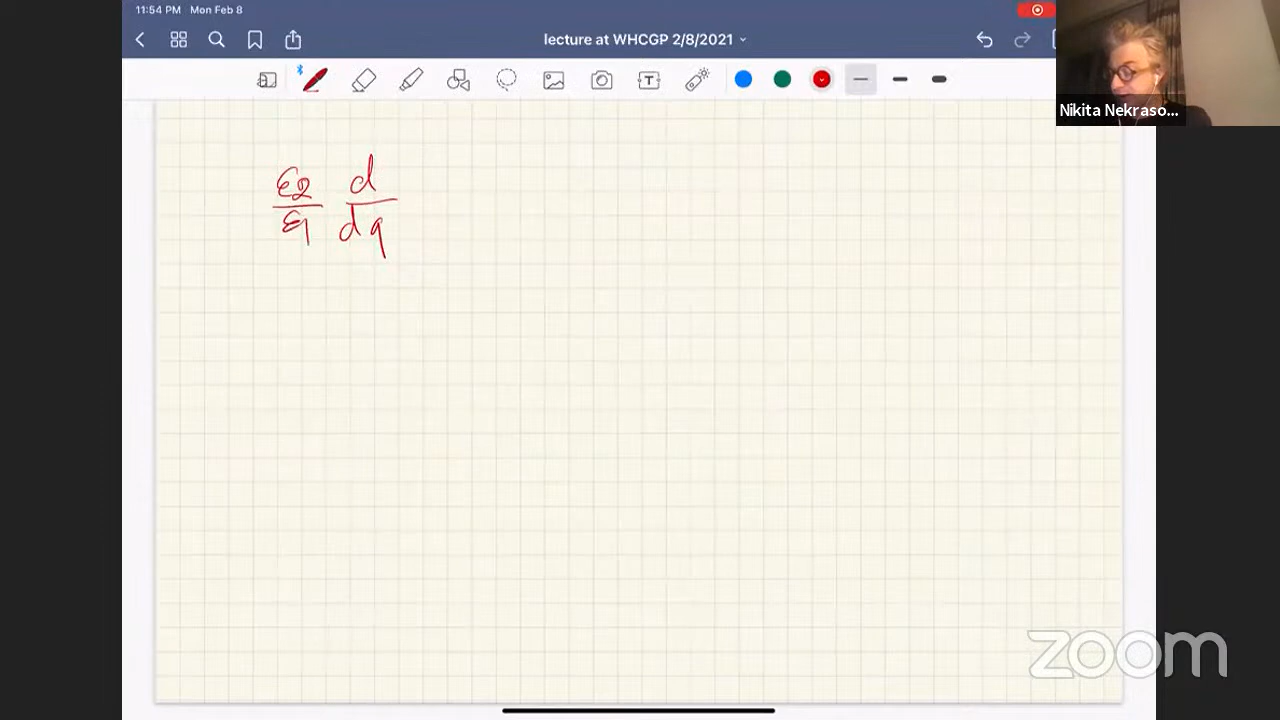 11:54 PM Mon Feb 8
lecture at WHCGP 2/8/2021
T
Nikita Nekraso...
ε2 d
ε1 dq
zoom